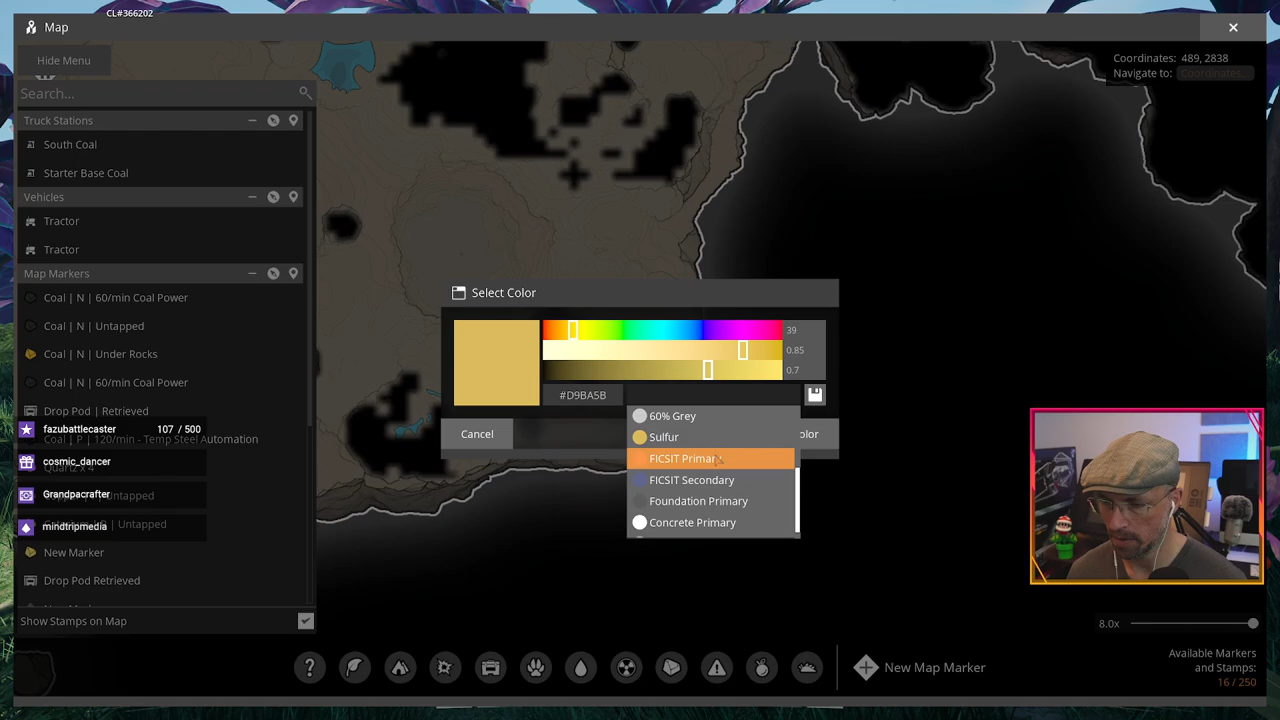 CL#366202
Map
Hide Menu
Coordinates: 489, 2838
Navigate to: Coordinates...
Search...
Truck Stations
South Coal
Starter Base Coal
Vehicles
Tractor
Tractor
Map Markers
Coal | N | 60/min Coal Power
Coal | N | Untapped
Coal | N | Under Rocks
Coal | N | 60/min Coal Power
Drop Pod | Retrieved
fazubattlecaster 107 / 500
Coal | P | 120/min - Temp Steel Automation
cosmic_dancer
Quartz x 4
Grandpacrafter
Untapped
mindtripmedia
| Untapped
New Marker
Drop Pod Retrieved
Show Stamps on Map
Select Color
39
0.85
0.7
#D9BA5B
Cancel
olor
60% Grey
Sulfur
FICSIT Primary
FICSIT Secondary
Foundation Primary
Concrete Primary
8.0x
New Map Marker
Available Markers
and Stamps:
16 / 250